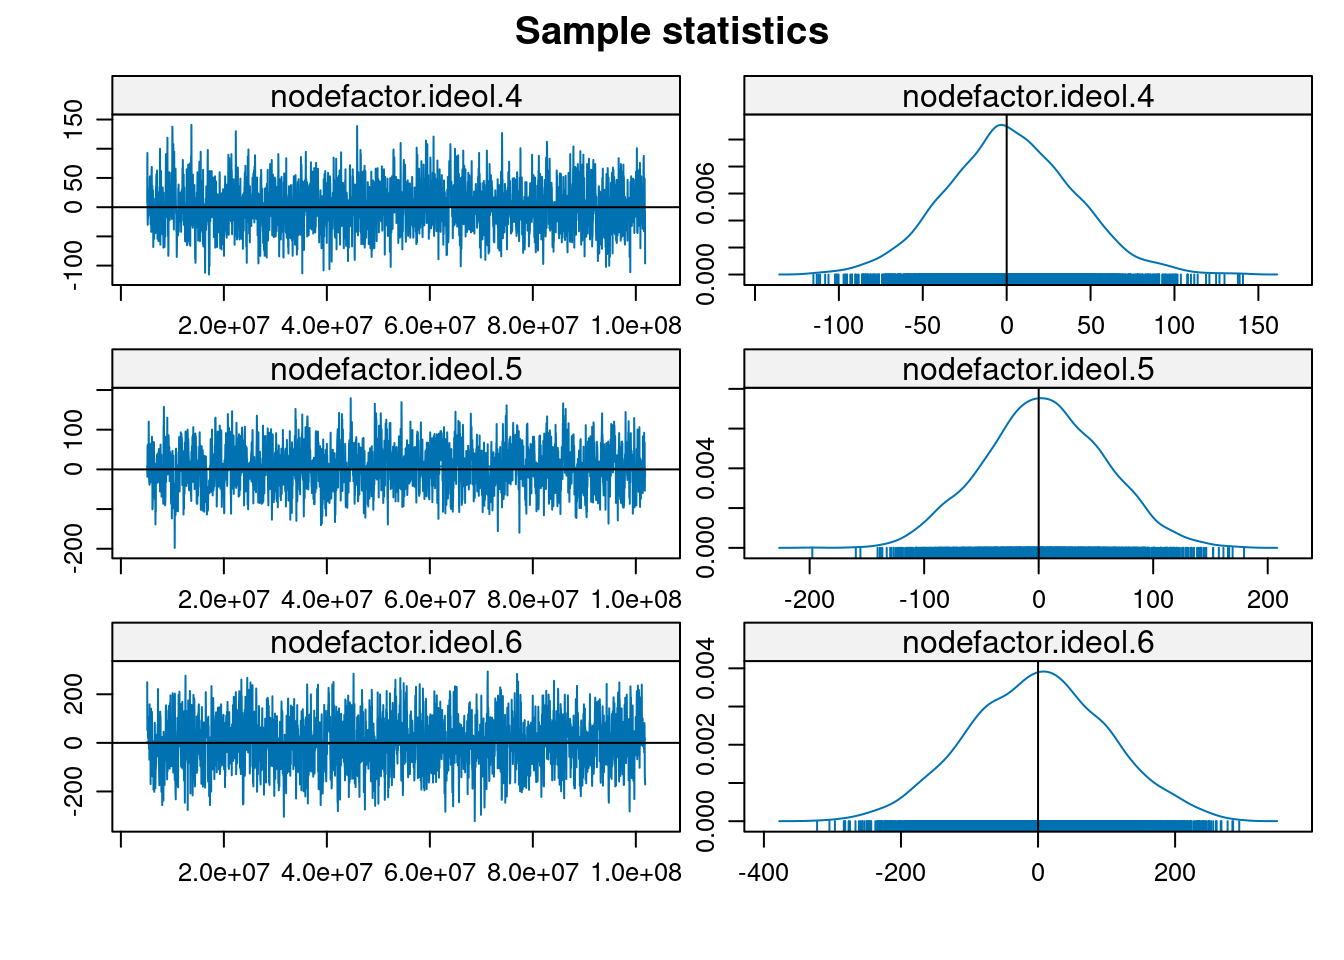 Sample statistics
nodefactor.ideol.4
-100 0 50 150
2.0e+07 4.0e+07 6.0e+07 8.0e+07 1.0e+08
nodefactor.ideol.4
0.000 0.006
-100 -50 0 50 100 150
nodefactor.ideol.5
-200 0 100
2.0e+07 4.0e+07 6.0e+07 8.0e+07 1.0e+08
nodefactor.ideol.5
0.000 0.004
-200 -100 0 100 200
nodefactor.ideol.6
-200 0 200
2.0e+07 4.0e+07 6.0e+07 8.0e+07 1.0e+08
nodefactor.ideol.6
0.000 0.002 0.004
-400 -200 0 200